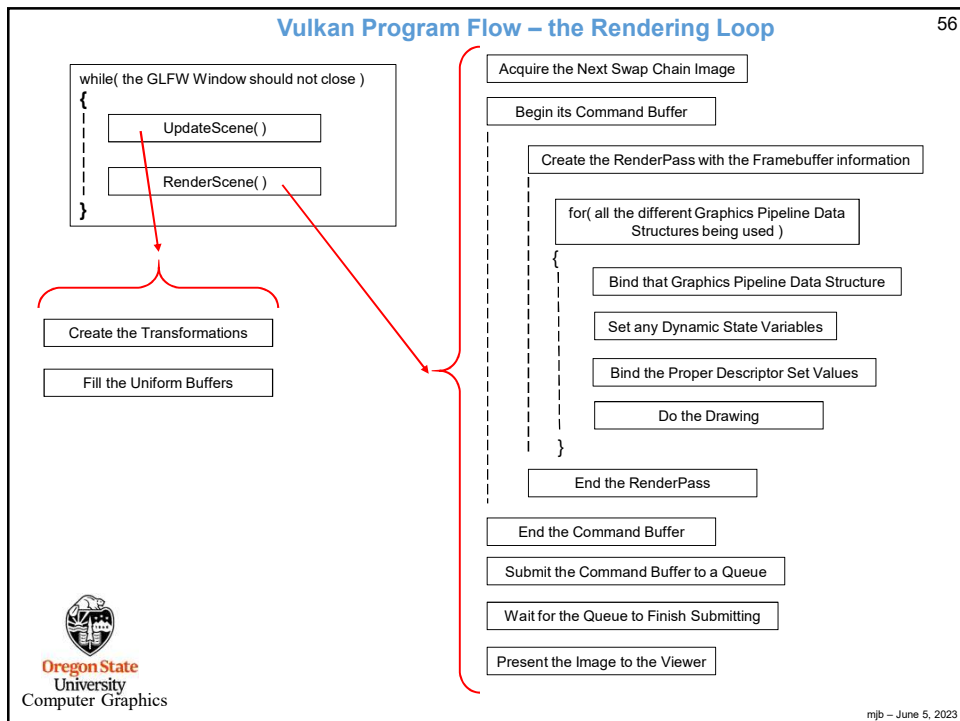 Vulkan Program Flow – the Rendering Loop
56
while( the GLFW Window should not close )
{
UpdateScene( )
RenderScene( )
}
Create the Transformations
Fill the Uniform Buffers
Acquire the Next Swap Chain Image
Begin its Command Buffer
Create the RenderPass with the Framebuffer information
for( all the different Graphics Pipeline Data
Structures being used )
{
Bind that Graphics Pipeline Data Structure
Set any Dynamic State Variables
Bind the Proper Descriptor Set Values
Do the Drawing
}
End the RenderPass
End the Command Buffer
Submit the Command Buffer to a Queue
Wait for the Queue to Finish Submitting
Present the Image to the Viewer
Oregon State
University
Computer Graphics
mjb – June 5, 2023